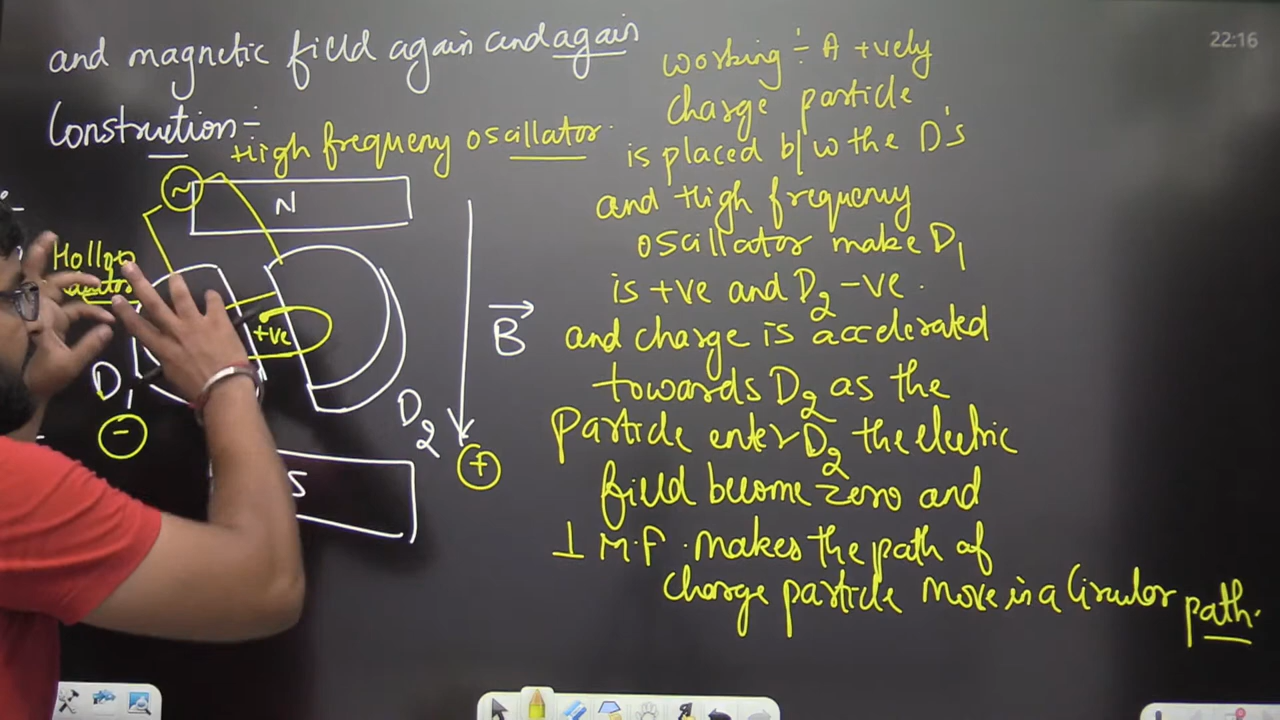 and magnetic field again and again
Construction:-
High frequeny oscillator.
~
N
Hollow
+ve
D1
-
D2
B
+
S
22:16
working :- A +vely
charge particle
is placed b/w the D's
and High frequency
oscillator make D1
is +ve and D2 -ve.
and charge is accelerated
towards D2 as the
particle enter D2 the electric
field become zero and
⊥ M.F. makes the path of
charge particle move in a Circular path.